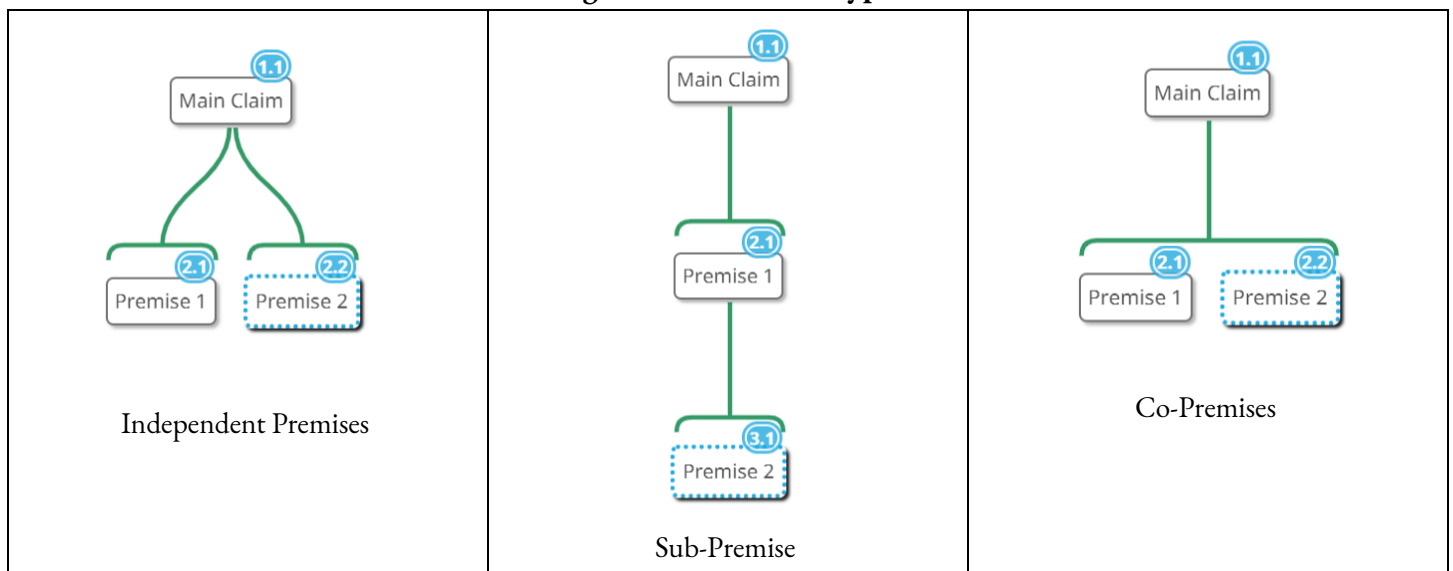 1.1
Main Claim
2.1
Premise 1
2.2
Premise 2
Independent Premises
1.1
Main Claim
2.1
Premise 1
3.1
Premise 2
Sub-Premise
1.1
Main Claim
2.1
Premise 1
2.2
Premise 2
Co-Premises